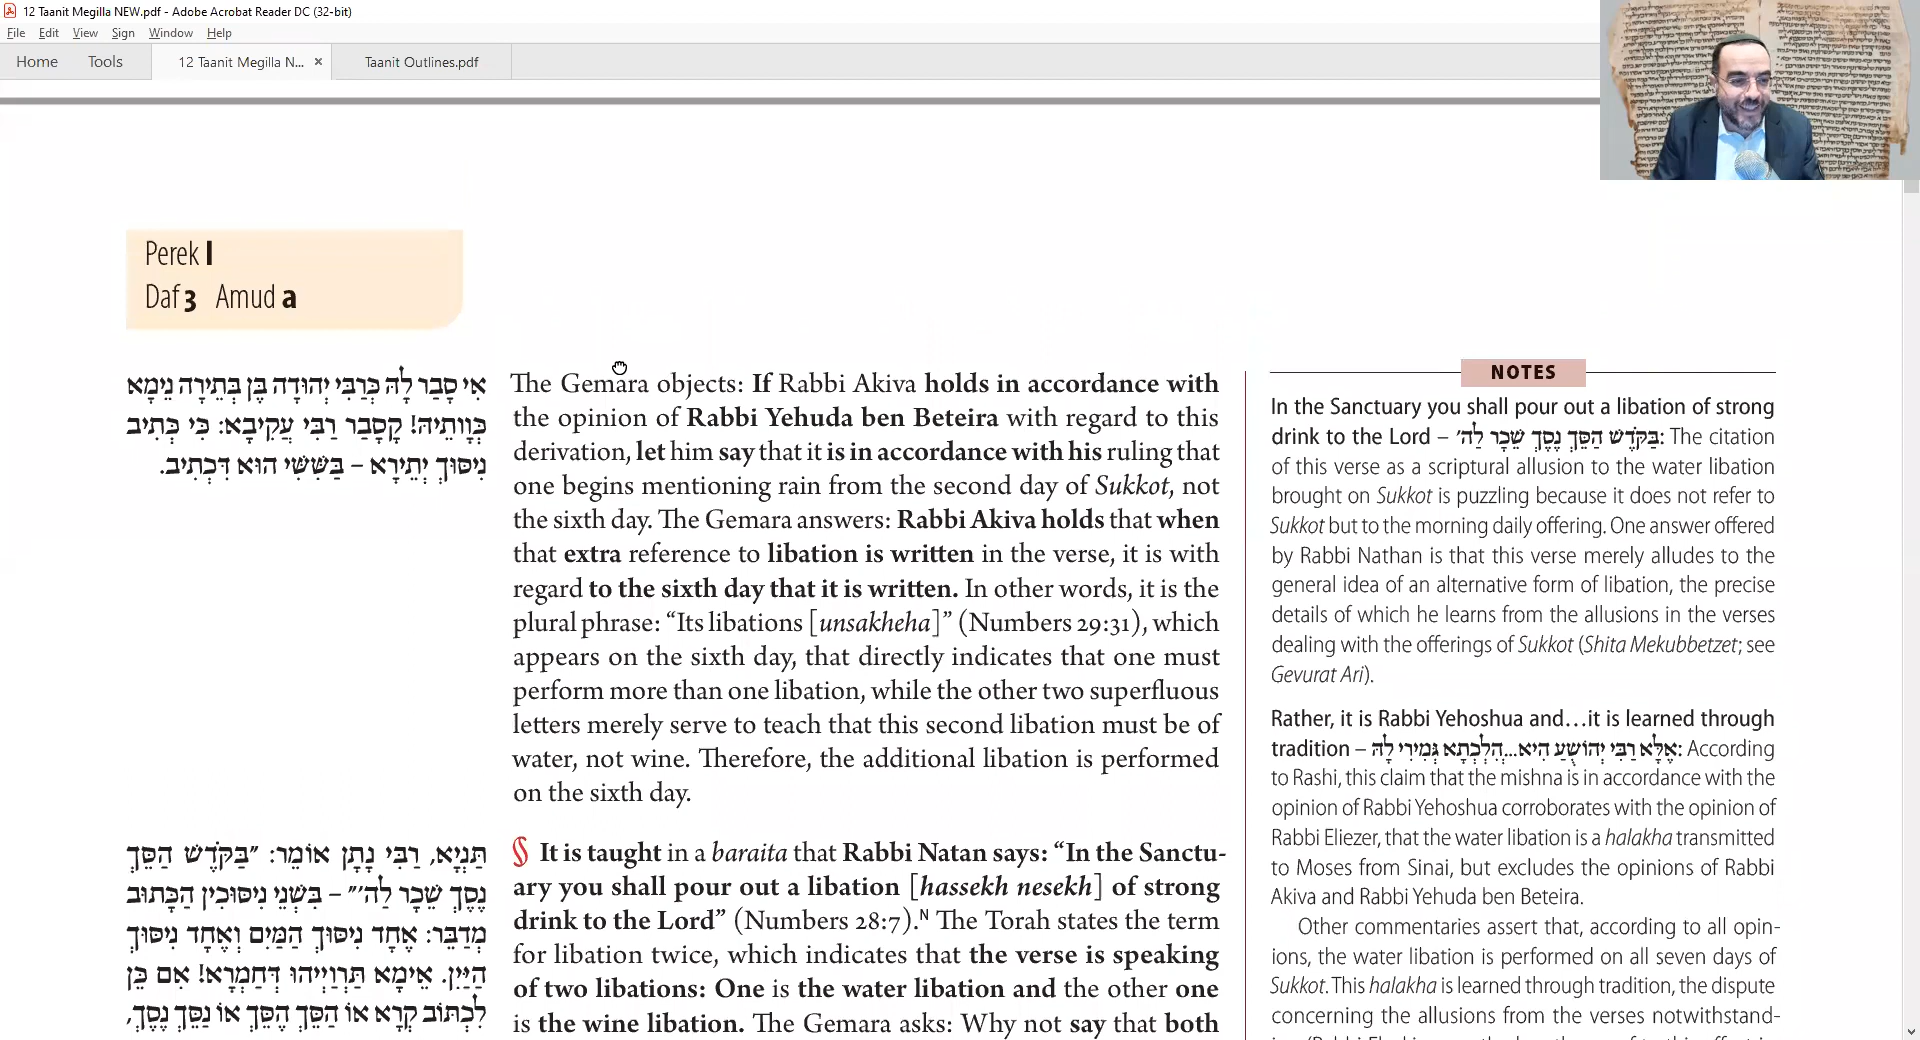 12 Taanit Megilla NEW.pdf - Adobe Acrobat Reader DC (32-bit)
File Edit View Sign Window Help
Home Tools 12 Taanit Megilla N... × Taanit Outlines.pdf
Perek I
Daf 3 Amud a
אִי סָבַר לָהּ כְּרַבִּי יְהוּדָה בֶּן בְּתֵירָה נֵימָא
כְּוָותֵיהּ! קָסָבַר רַבִּי עֲקִיבָא: כִּי כְּתִיב
נִיסּוּךְ יְתֵירָא – בַּשִּׁשִּׁי הוּא דִּכְתִיב.
The Gemara objects: If Rabbi Akiva holds in accordance with
the opinion of Rabbi Yehuda ben Beteira with regard to this
derivation, let him say that it is in accordance with his ruling that
one begins mentioning rain from the second day of Sukkot, not
the sixth day. The Gemara answers: Rabbi Akiva holds that when
that extra reference to libation is written in the verse, it is with
regard to the sixth day that it is written. In other words, it is the
plural phrase: “Its libations [unsakheha]” (Numbers 29:31), which
appears on the sixth day, that directly indicates that one must
perform more than one libation, while the other two superfluous
letters merely serve to teach that this second libation must be of
water, not wine. Therefore, the additional libation is performed
on the sixth day.
תַּנְיָא, רַבִּי נָתָן אוֹמֵר: ״בַּקֹּדֶשׁ הַסֵּךְ
נֶסֶךְ שֵׁכָר לַה׳״ – בִּשְׁנֵי נִיסּוּכִין הַכָּתוּב
מְדַבֵּר: אֶחָד נִיסּוּךְ הַמַּיִם וְאֶחָד נִיסּוּךְ
הַיַּיִן. אֵימָא תַּרְוַיְיהוּ דְּחַמְרָא! אִם כֵּן
לִכְתּוֹב קְרָא אוֹ הַסֵּךְ הֶסֵּךְ אוֹ נַסֵּךְ נֶסֶךְ,
It is taught in a baraita that Rabbi Natan says: “In the Sanctu-
ary you shall pour out a libation [hassekh nesekh] of strong
drink to the Lord” (Numbers 28:7).N The Torah states the term
for libation twice, which indicates that the verse is speaking
of two libations: One is the water libation and the other one
is the wine libation. The Gemara asks: Why not say that both
NOTES
In the Sanctuary you shall pour out a libation of strong
drink to the Lord – בַּקֹּדֶשׁ הַסֵּךְ נֶסֶךְ שֵׁכָר לַה׳: The citation
of this verse as a scriptural allusion to the water libation
brought on Sukkot is puzzling because it does not refer to
Sukkot but to the morning daily offering. One answer offered
by Rabbi Nathan is that this verse merely alludes to the
general idea of an alternative form of libation, the precise
details of which he learns from the allusions in the verses
dealing with the offerings of Sukkot (Shita Mekubbetzet; see
Gevurat Ari).
Rather, it is Rabbi Yehoshua and…it is learned through
tradition – אֶלָּא רַבִּי יְהוֹשֻׁעַ הִיא...הִלְכְתָא גְּמִירִי לָהּ: According
to Rashi, this claim that the mishna is in accordance with the
opinion of Rabbi Yehoshua corroborates with the opinion of
Rabbi Eliezer, that the water libation is a halakha transmitted
to Moses from Sinai, but excludes the opinions of Rabbi
Akiva and Rabbi Yehuda ben Beteira.
Other commentaries assert that, according to all opin-
ions, the water libation is performed on all seven days of
Sukkot. This halakha is learned through tradition, the dispute
concerning the allusions from the verses notwithstand-